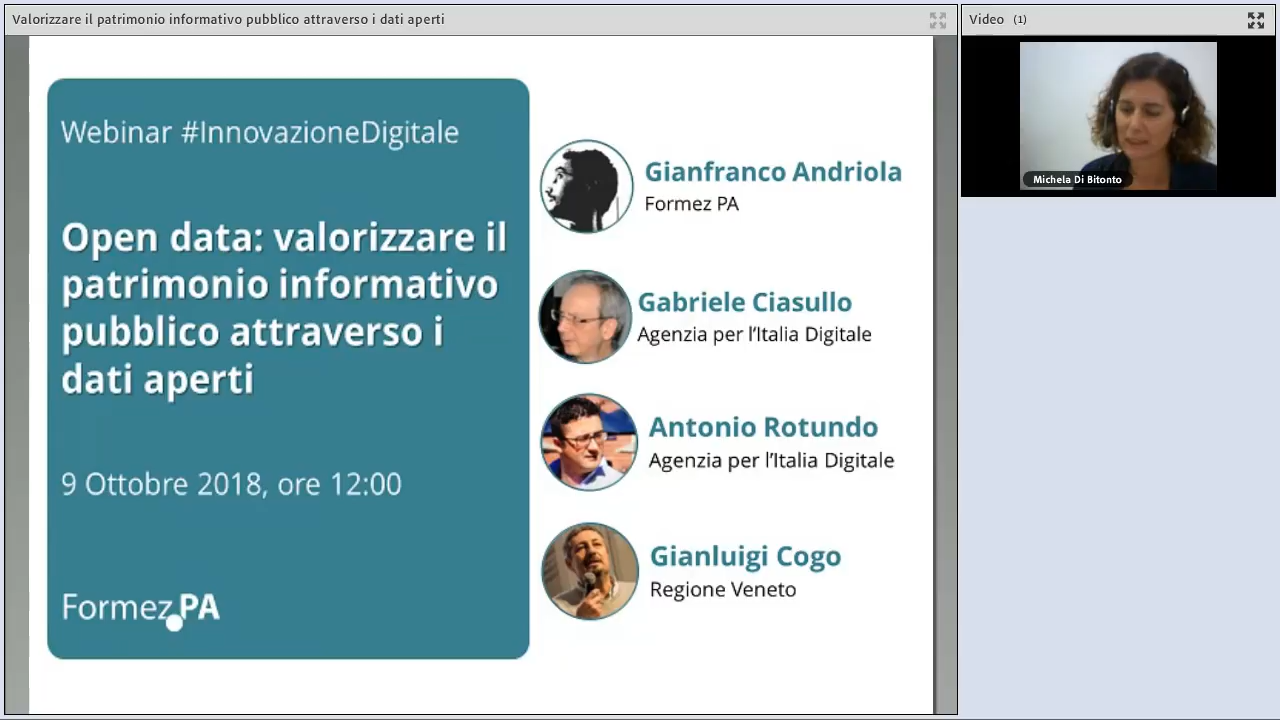 Valorizzare il patrimonio informativo pubblico attraverso i dati aperti
Video (1)
Michela Di Bitonto
Webinar #InnovazioneDigitale
Open data: valorizzare il
patrimonio informativo
pubblico attraverso i
dati aperti
9 Ottobre 2018, ore 12:00
Formez.PA
Gianfranco Andriola
Formez PA
Gabriele Ciasullo
Agenzia per l’Italia Digitale
Antonio Rotundo
Agenzia per l’Italia Digitale
Gianluigi Cogo
Regione Veneto